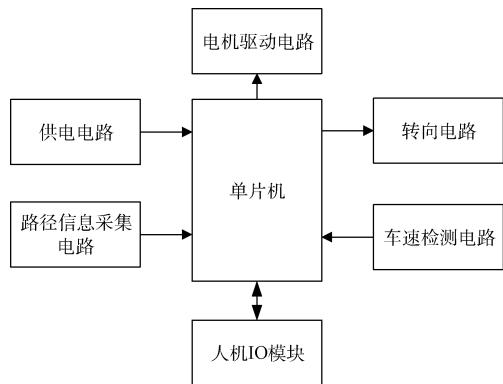 电机驱动电路
供电电路
转向电路
单片机
路径信息采集
电路
车速检测电路
人机IO模块